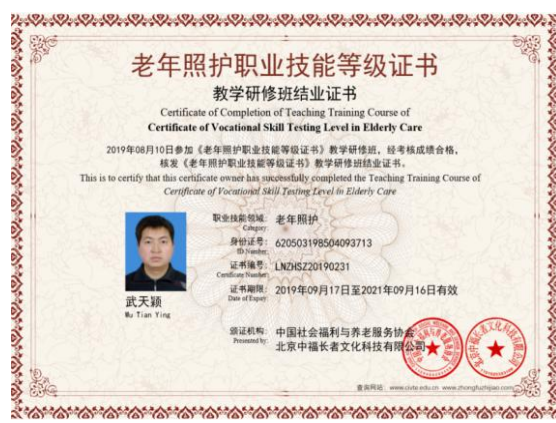 老年照护职业技能等级证书
教学研修班结业证书
Certificate of Completion of Teaching Training Course of
Certificate of Vocational Skill Testing Level in Elderly Care
2019年08月10日参加《老年照护职业技能等级证书》教学研修班，经考核成绩合格，
核发《老年照护职业技能等级证书》教学研修班结业证书。
This is to certify that this certificate owner has successfully completed the Teaching Training Course of
Certificate of Vocational Skill Testing Level in Elderly Care
职业技能领域: 老年照护
Category:
身份证号: 620503198504093713
ID Number:
证书编号: LNZHSZ20190231
Certificate Number:
证书期限: 2019年09月17日至2021年09月16日有效
Date of Expiry
武天颖
Wu Tian Ying
颁证机构: 中国社会福利与养老服务协会
Presented by: 北京中福长者文化科技有限公司
查询网站: www.ciste.edu.cn www.zhongfuzhijiao.com